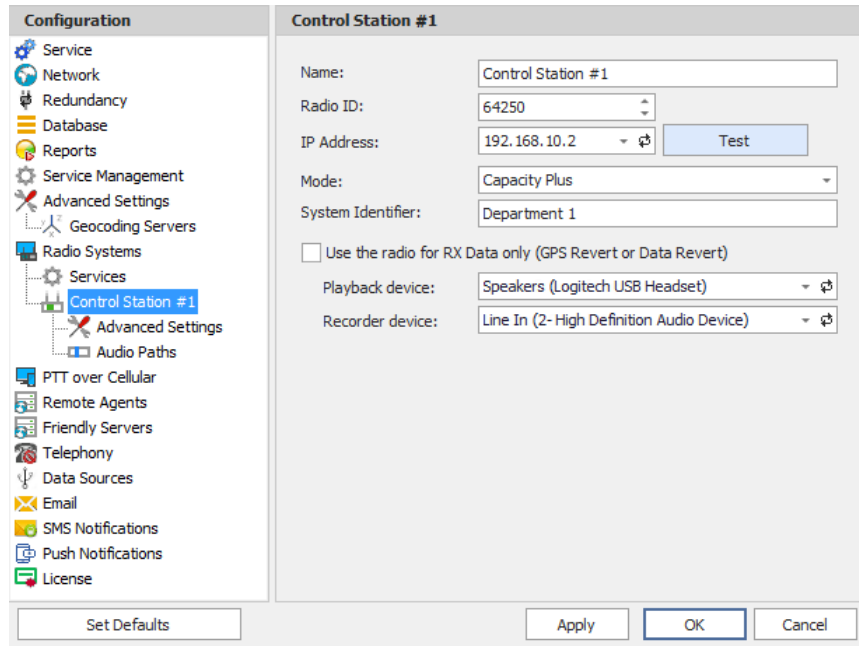 Configuration
Service
Network
Redundancy
Database
Reports
Service Management
Advanced Settings
Geocoding Servers
Radio Systems
Services
Control Station #1
Advanced Settings
Audio Paths
PTT over Cellular
Remote Agents
Friendly Servers
Telephony
Data Sources
Email
SMS Notifications
Push Notifications
License
Set Defaults
Control Station #1
Name: Control Station #1
Radio ID: 64250
IP Address: 192.168.10.2 Test
Mode: Capacity Plus
System Identifier: Department 1
Use the radio for RX Data only (GPS Revert or Data Revert)
Playback device: Speakers (Logitech USB Headset)
Recorder device: Line In (2- High Definition Audio Device)
Apply OK Cancel